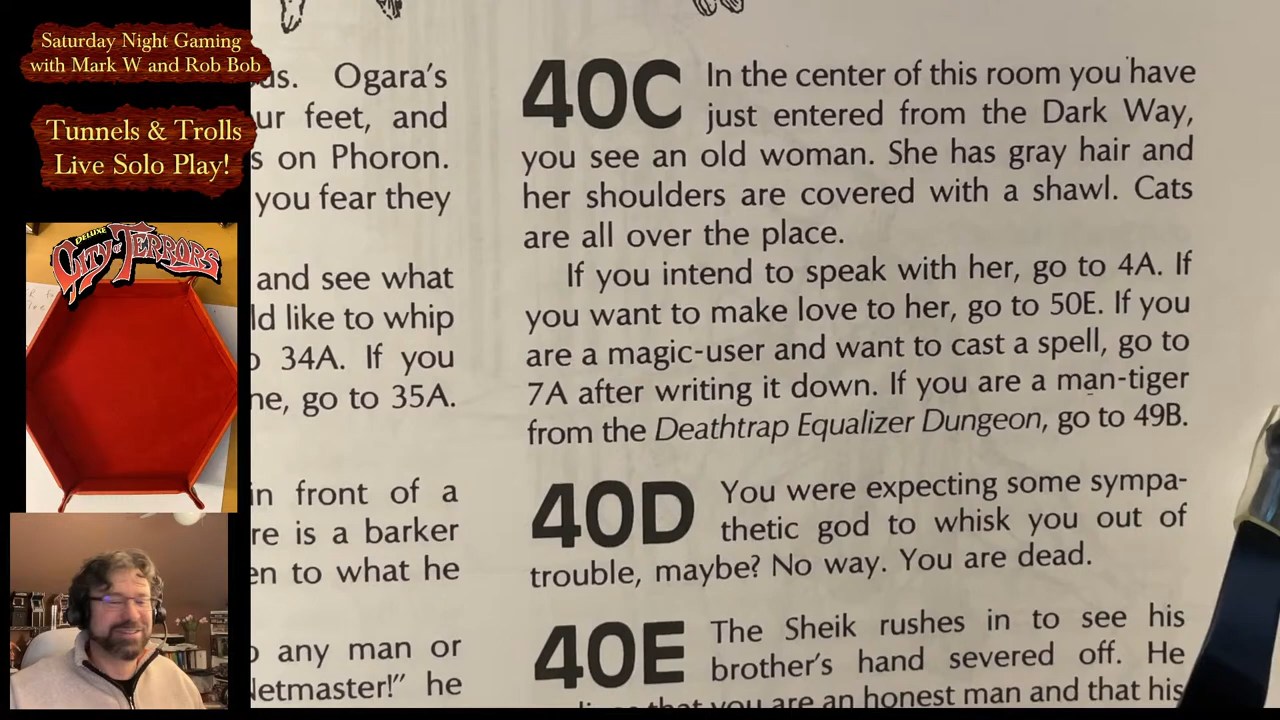 Saturday Night Gaming
with Mark W and Rob Bob
Tunnels & Trolls
Live Solo Play!
DELUXE
CITY OF TERRORS
us. Ogara's
ur feet, and
s on Phoron.
you fear they
and see what
ld like to whip
34A. If you
ne, go to 35A.
in front of a
re is a barker
en to what he
any man or
Netmaster!" he
40C In the center of this room you have
just entered from the Dark Way,
you see an old woman. She has gray hair and
her shoulders are covered with a shawl. Cats
are all over the place.
If you intend to speak with her, go to 4A. If
you want to make love to her, go to 50E. If you
are a magic-user and want to cast a spell, go to
7A after writing it down. If you are a man-tiger
from the Deathtrap Equalizer Dungeon, go to 49B.
40D You were expecting some sympa-
thetic god to whisk you out of
trouble, maybe? No way. You are dead.
40E The Sheik rushes in to see his
brother's hand severed off. He
that you are an honest man and that his